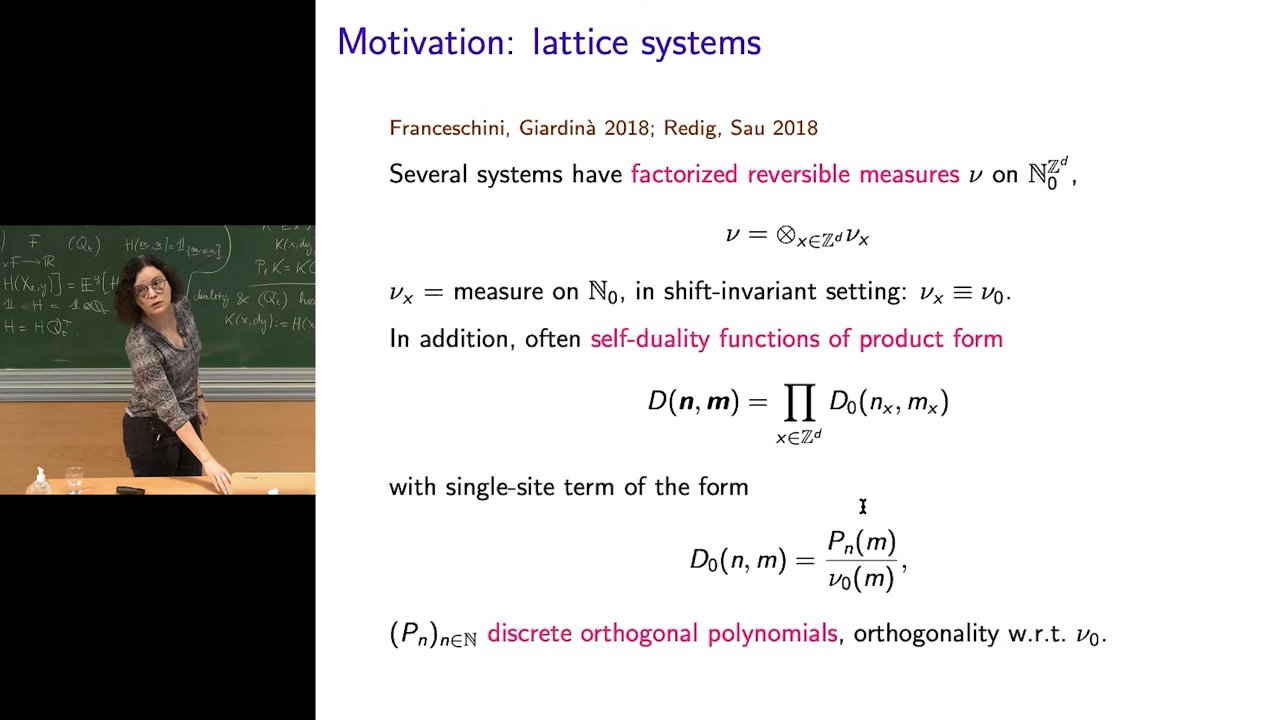 Motivation: lattice systems
Franceschini, Giardinà 2018; Redig, Sau 2018
Several systems have factorized reversible measures ν on ℕ₀^{ℤ^d},
ν = ⊗_{x∈ℤ^d} ν_x
ν_x = measure on ℕ₀, in shift-invariant setting: ν_x ≡ ν₀.
In addition, often self-duality functions of product form
D(n, m) = ∏_{x∈ℤ^d} D₀(n_x, m_x)
with single-site term of the form
D₀(n, m) = P_n(m) / ν₀(m),
(P_n)_{n∈ℕ} discrete orthogonal polynomials, orthogonality w.r.t. ν₀.